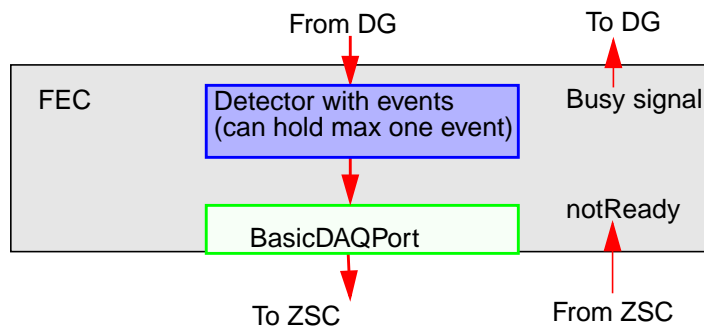 From DG
To DG
FEC
Detector with events
(can hold max one event)
Busy signal
notReady
BasicDAQPort
To ZSC
From ZSC